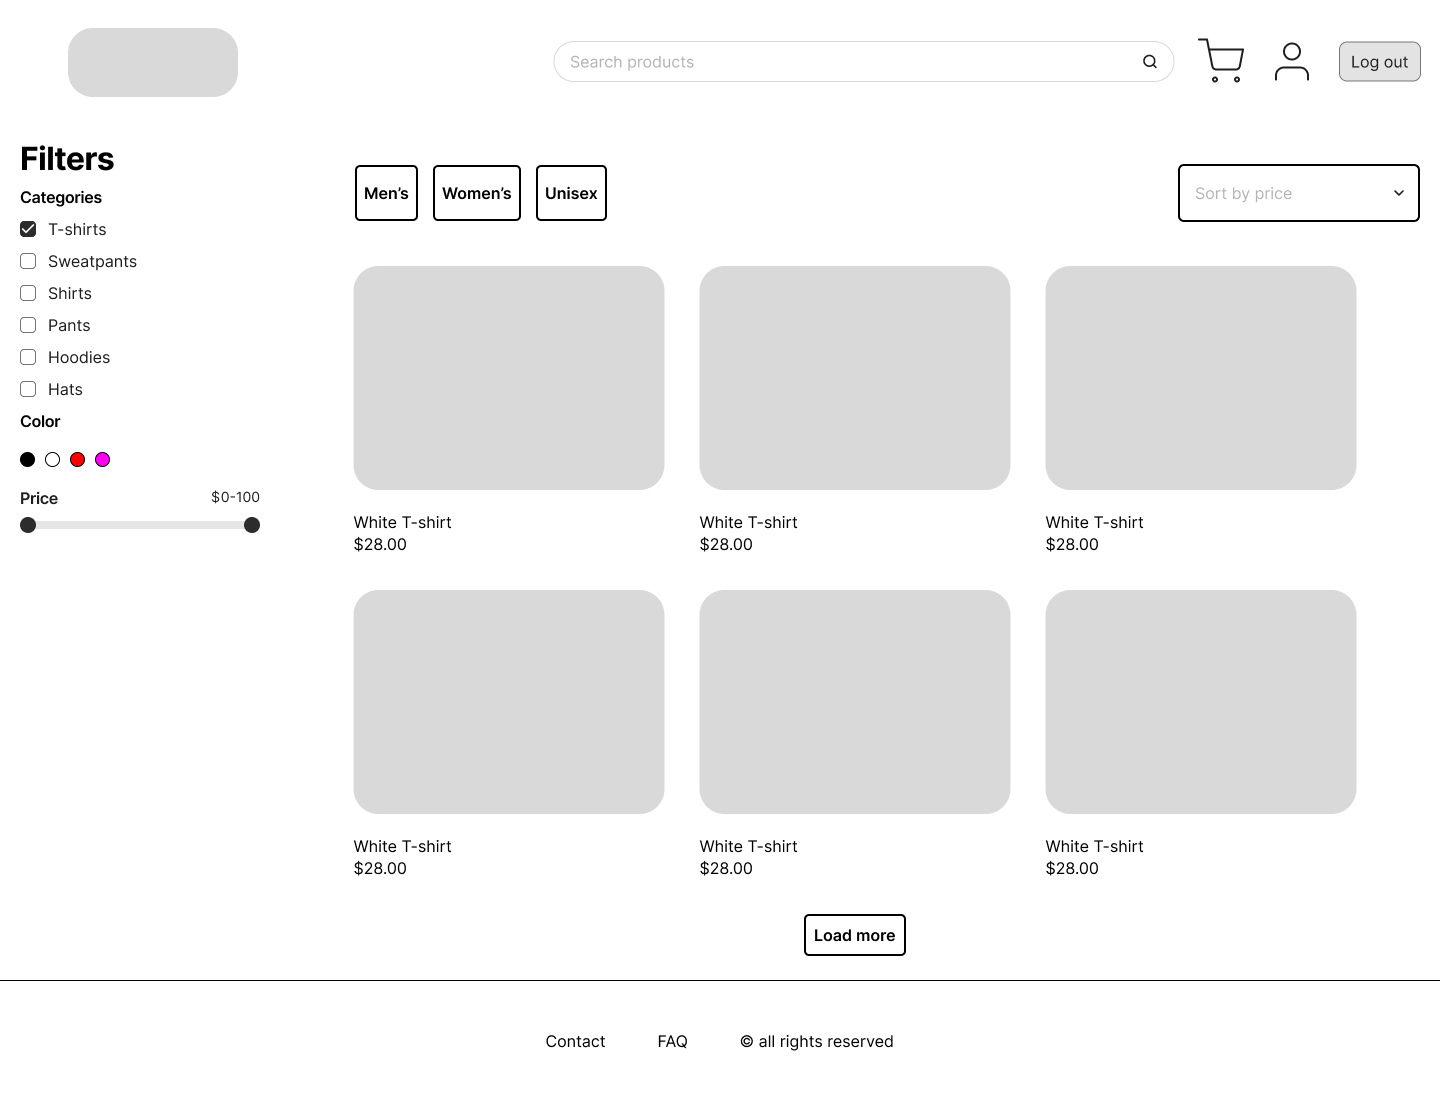 Search products
Log out
Filters
Categories
T-shirts
Sweatpants
Shirts
Pants
Hoodies
Hats
Color
Price $0-100
Men’s Women’s Unisex
Sort by price
White T-shirt White T-shirt White T-shirt
$28.00 $28.00 $28.00
White T-shirt White T-shirt White T-shirt
$28.00 $28.00 $28.00
Load more
Contact FAQ © all rights reserved